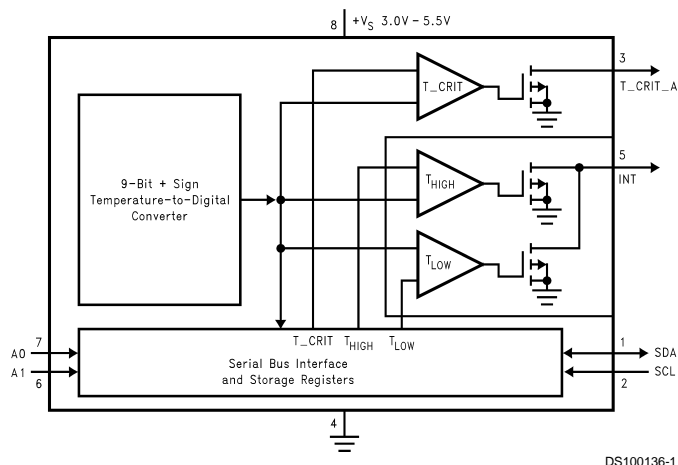 8
+VS 3.0V – 5.5V
3
T_CRIT_A
T_CRIT
9-Bit + Sign
Temperature-to-Digital
Converter
THIGH
5
INT
TLOW
T_CRIT THIGH TLOW
7
A0
A1
6
Serial Bus Interface
and Storage Registers
1
SDA
SCL
2
4
DS100136-1